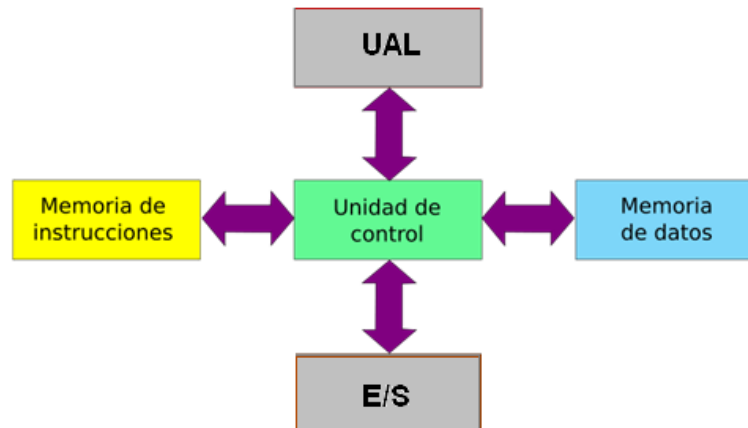 UAL
Memoria de
instrucciones
Unidad de
control
Memoria
de datos
E/S